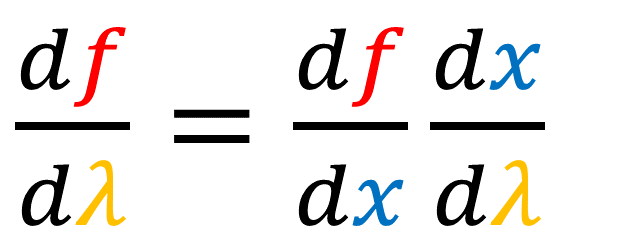 df/dλ = df/dx dx/dλ